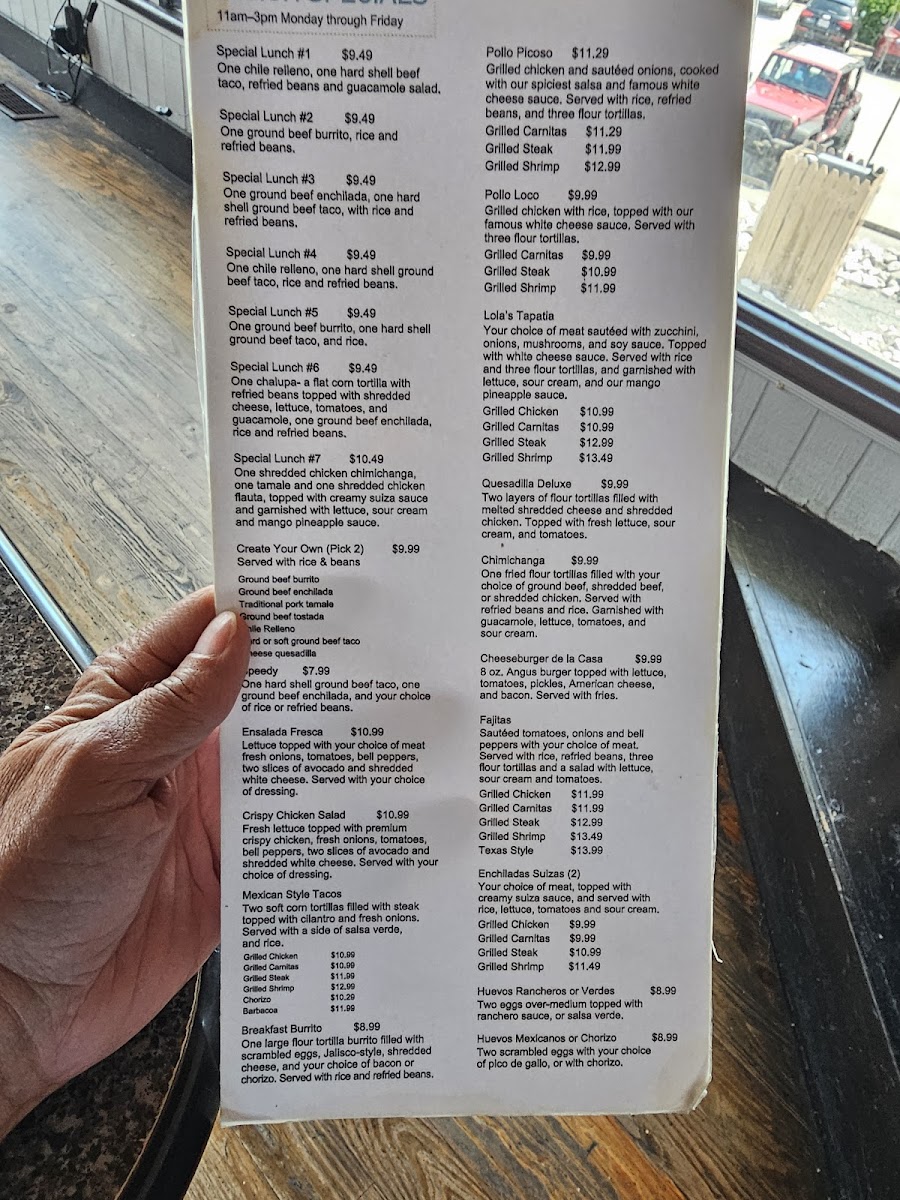 SPECIALS
11am–3pm Monday through Friday
Special Lunch #1 $9.49
One chile relleno, one hard shell beef
taco, refried beans and guacamole salad.
Special Lunch #2 $9.49
One ground beef burrito, rice and
refried beans.
Special Lunch #3 $9.49
One ground beef enchilada, one hard
shell ground beef taco, with rice and
refried beans.
Special Lunch #4 $9.49
One chile relleno, one hard shell ground
beef taco, rice and refried beans.
Special Lunch #5 $9.49
One ground beef burrito, one hard shell
ground beef taco, and rice.
Special Lunch #6 $9.49
One chalupa- a flat corn tortilla with
refried beans topped with shredded
cheese, lettuce, tomatoes, and
guacamole, one ground beef enchilada,
rice and refried beans.
Special Lunch #7 $10.49
One shredded chicken chimichanga,
one tamale and one shredded chicken
flauta, topped with creamy suiza sauce
and garnished with lettuce, sour cream
and mango pineapple sauce.
Create Your Own (Pick 2) $9.99
Served with rice & beans
Ground beef burrito
Ground beef enchilada
Traditional pork tamale
Ground beef tostada
Relleno
or soft ground beef taco
quesadilla
$7.99
One hard shell ground beef taco, one
ground beef enchilada, and your choice
of rice or refried beans.
Ensalada Fresca $10.99
Lettuce topped with your choice of meat
fresh onions, tomatoes, bell peppers,
two slices of avocado and shredded
white cheese. Served with your choice
of dressing.
Crispy Chicken Salad $10.99
Fresh lettuce topped with premium
crispy chicken, fresh onions, tomatoes,
bell peppers, two slices of avocado and
shredded white cheese. Served with your
choice of dressing.
Mexican Style Tacos
Two soft corn tortillas filled with steak
topped with cilantro and fresh onions.
Served with a side of salsa verde,
and rice.
Grilled Chicken $10.99
Grilled Carnitas $10.99
Grilled Steak $11.99
Grilled Shrimp $12.99
Chorizo $10.29
Barbacoa $11.99
Breakfast Burrito $8.99
One large flour tortilla burrito filled with
scrambled eggs, Jalisco-style, shredded
cheese, and your choice of bacon or
chorizo. Served with rice and refried beans.
Pollo Picoso $11.29
Grilled chicken and sautéed onions, cooked
with our spiciest salsa and famous white
cheese sauce. Served with rice, refried
beans, and three flour tortillas.
Grilled Carnitas $11.29
Grilled Steak $11.99
Grilled Shrimp $12.99
Pollo Loco $9.99
Grilled chicken with rice, topped with our
famous white cheese sauce. Served with
three flour tortillas.
Grilled Carnitas $9.99
Grilled Steak $10.99
Grilled Shrimp $11.99
Lola's Tapatia
Your choice of meat sautéed with zucchini,
onions, mushrooms, and soy sauce. Topped
with white cheese sauce. Served with rice
and three flour tortillas, and garnished with
lettuce, sour cream, and our mango
pineapple sauce.
Grilled Chicken $10.99
Grilled Carnitas $10.99
Grilled Steak $12.99
Grilled Shrimp $13.49
Quesadilla Deluxe $9.99
Two layers of flour tortillas filled with
melted shredded cheese and shredded
chicken. Topped with fresh lettuce, sour
cream, and tomatoes.
Chimichanga $9.99
One fried flour tortillas filled with your
choice of ground beef, shredded beef,
or shredded chicken. Served with
refried beans and rice. Garnished with
guacamole, lettuce, tomatoes, and
sour cream.
Cheeseburger de la Casa $9.99
8 oz. Angus burger topped with lettuce,
tomatoes, pickles, American cheese,
and bacon. Served with fries.
Fajitas
Sautéed tomatoes, onions and bell
peppers with your choice of meat.
Served with rice, refried beans, three
flour tortillas and a salad with lettuce,
sour cream and tomatoes.
Grilled Chicken $11.99
Grilled Carnitas $11.99
Grilled Steak $12.99
Grilled Shrimp $13.49
Texas Style $13.99
Enchiladas Suizas (2)
Your choice of meat, topped with
creamy suiza sauce, and served with
rice, lettuce, tomatoes and sour cream.
Grilled Chicken $9.99
Grilled Carnitas $9.99
Grilled Steak $10.99
Grilled Shrimp $11.49
Huevos Rancheros or Verdes $8.99
Two eggs over-medium topped with
ranchero sauce, or salsa verde.
Huevos Mexicanos or Chorizo $8.99
Two scrambled eggs with your choice
of pico de gallo, or with chorizo.